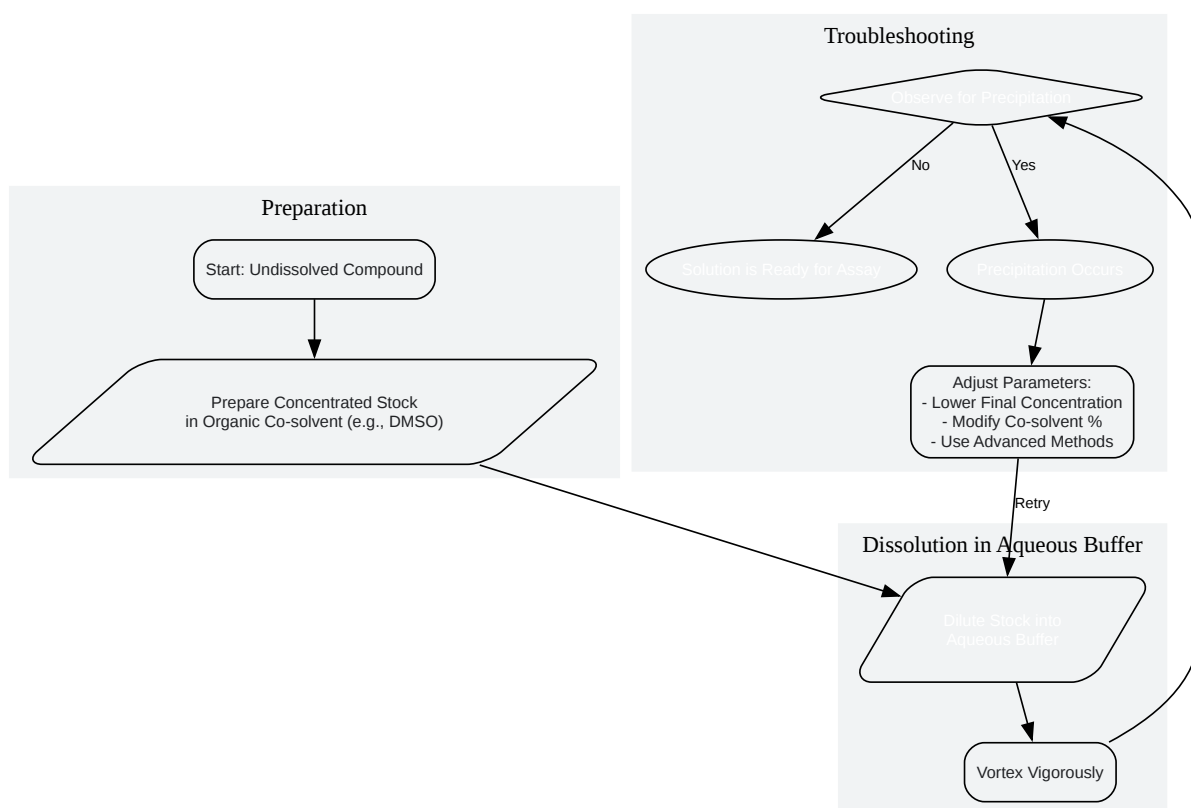 Troubleshooting
Observe for Precipitation
No
Yes
Preparation
Start: Undissolved Compound
Solution is Ready for Assay
Precipitation Occurs
Prepare Concentrated Stock
in Organic Co-solvent (e.g., DMSO)
Adjust Parameters:
- Lower Final Concentration
- Modify Co-solvent %
- Use Advanced Methods
Retry
Dissolution in Aqueous Buffer
Dilute Stock into
Aqueous Buffer
Vortex Vigorously